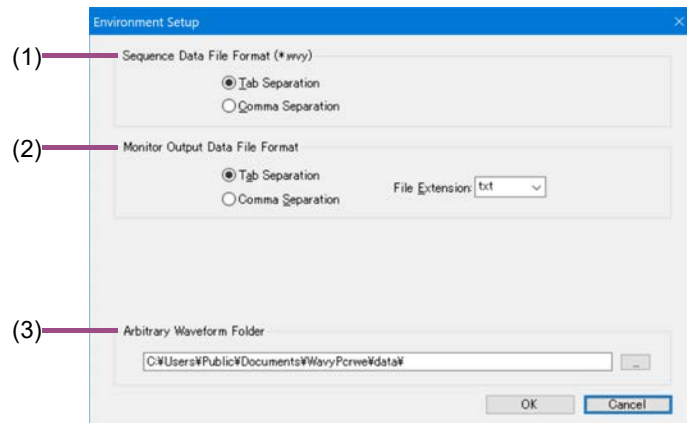 Environment Setup
(1)
Sequence Data File Format (*.wvy)
Tab Separation
Comma Separation
(2)
Monitor Output Data File Format
Tab Separation
Comma Separation
File Extension: txt
(3)
Arbitrary Waveform Folder
C:¥Users¥Public¥Documents¥WavyPcrwe¥data¥
...
OK
Cancel